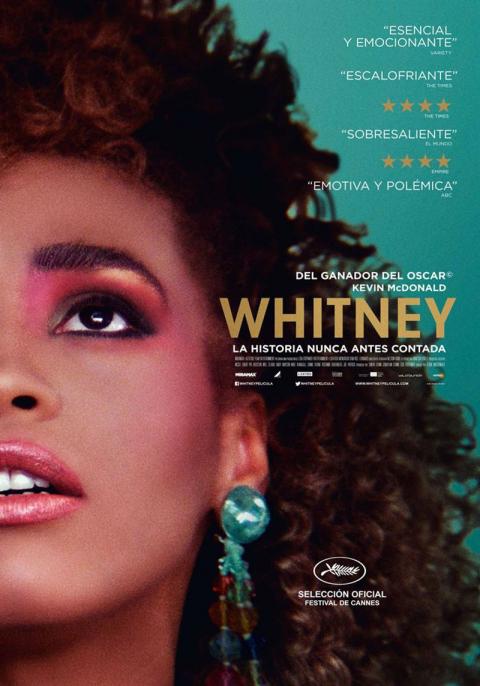 “ESENCIAL
Y EMOCIONANTE”
VARIETY
“ESCALOFRIANTE”
THE TIMES
THE TIMES
“SOBRESALIENTE”
EL MUNDO
EMPIRE
“EMOTIVA Y POLÉMICA”
ABC
DEL GANADOR DEL OSCAR©
KEVIN McDONALD
WHITNEY
LA HISTORIA NUNCA ANTES CONTADA
MIRAMAX
WHITNEYPELICULA WHITNEYPELICULA WWW.WHITNEYPELICULA.COM
SELECCIÓN OFICIAL
FESTIVAL DE CANNES